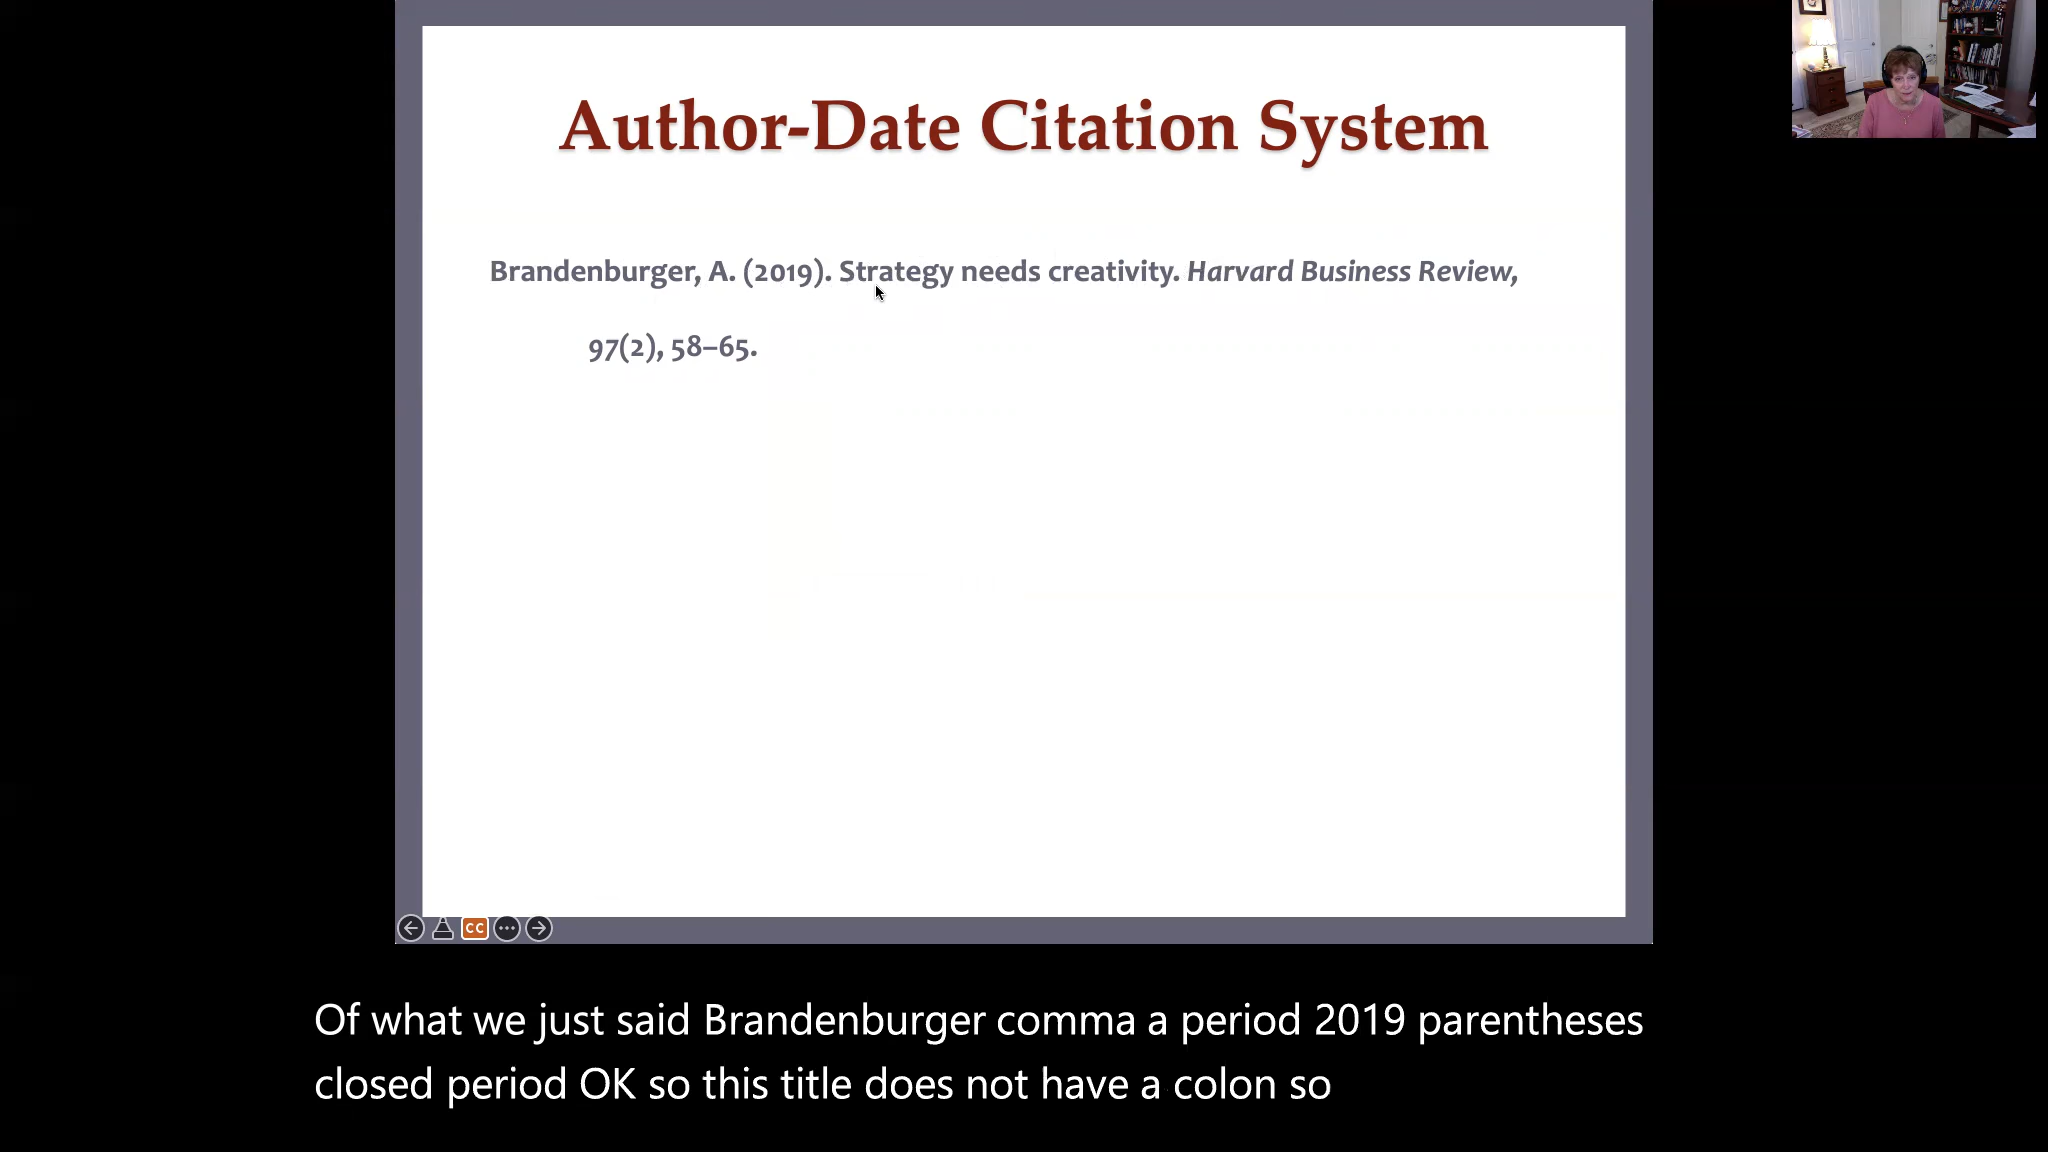 Author-Date Citation System
Brandenburger, A. (2019). Strategy needs creativity. Harvard Business Review,
97(2), 58–65.
CC
Of what we just said Brandenburger comma a period 2019 parentheses
closed period OK so this title does not have a colon so